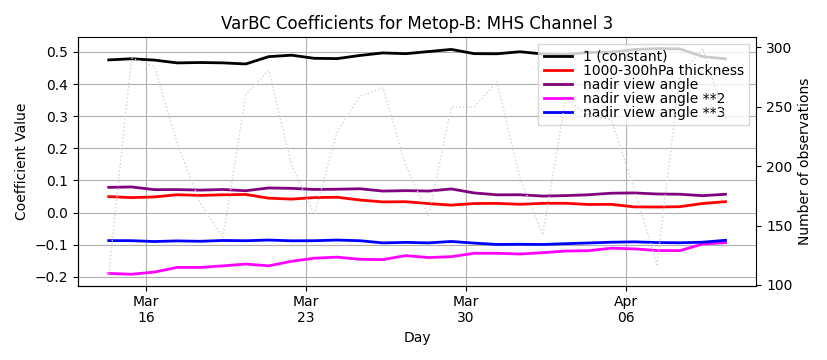 VarBC Coefficients for Metop-B: MHS Channel 3
Coefficient Value
0.5
0.4
0.3
0.2
0.1
0.0
−0.1
−0.2
1 (constant)
1000-300hPa thickness
nadir view angle
nadir view angle **2
nadir view angle **3
300
250
200
150
100
Number of observations
Mar
16
Mar
23
Mar
30
Apr
06
Day